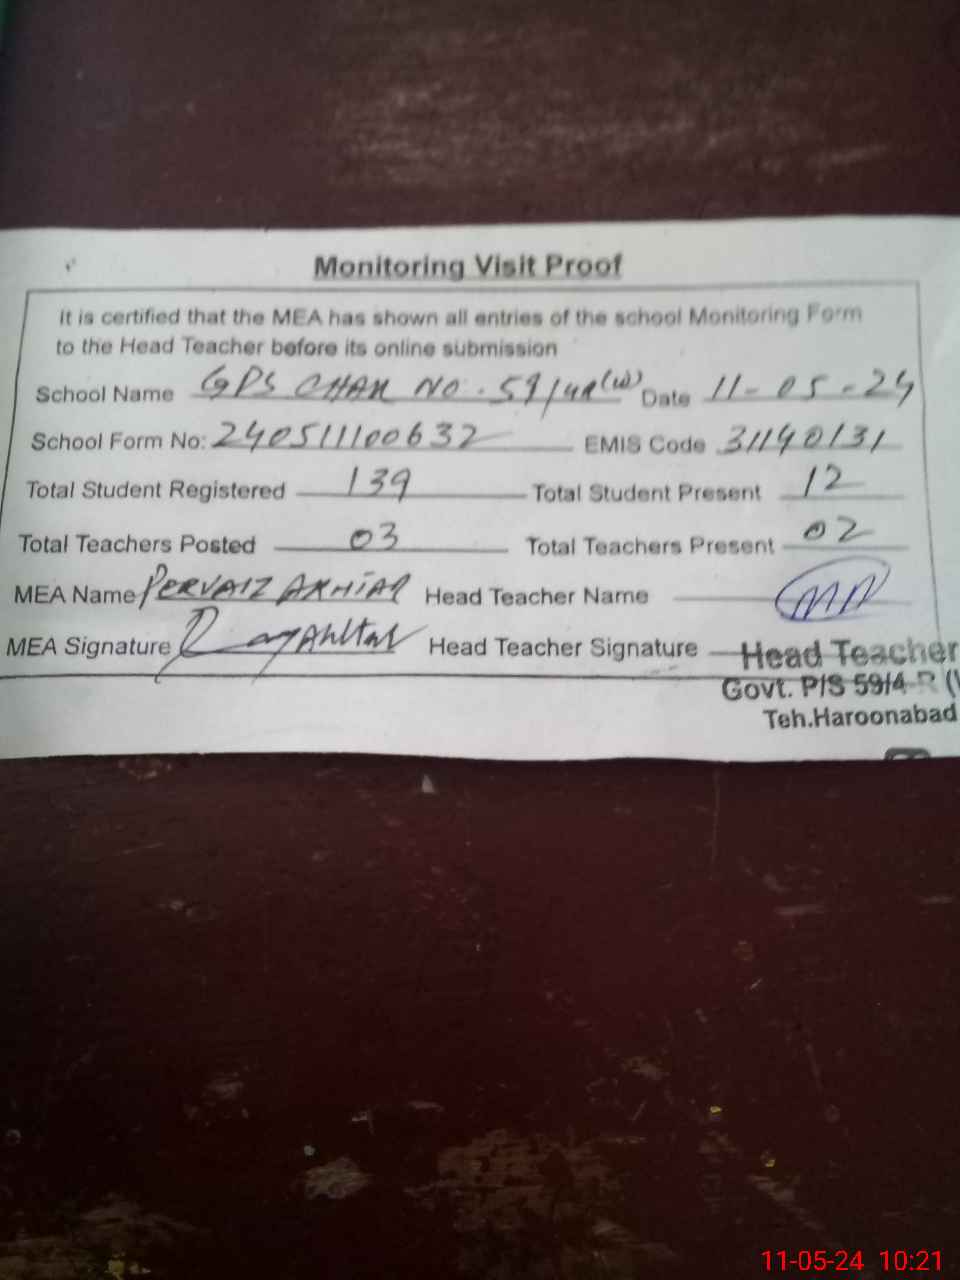 Monitoring Visit Proof
It is certified that the MEA has shown all entries of the school Monitoring Form
to the Head Teacher before its online submission
School Name GPS CHAK NO. 59/4R(W) Date 11-05-24
School Form No: 240511100632 EMIS Code 31140131
Total Student Registered 139 Total Student Present 12
Total Teachers Posted 03 Total Teachers Present 02
MEA Name PERVAIZ AKHTAR Head Teacher Name
MEA Signature Head Teacher Signature
Head Teacher
Govt. P/S 59/4-R (
Teh.Haroonabad
11-05-24 10:21